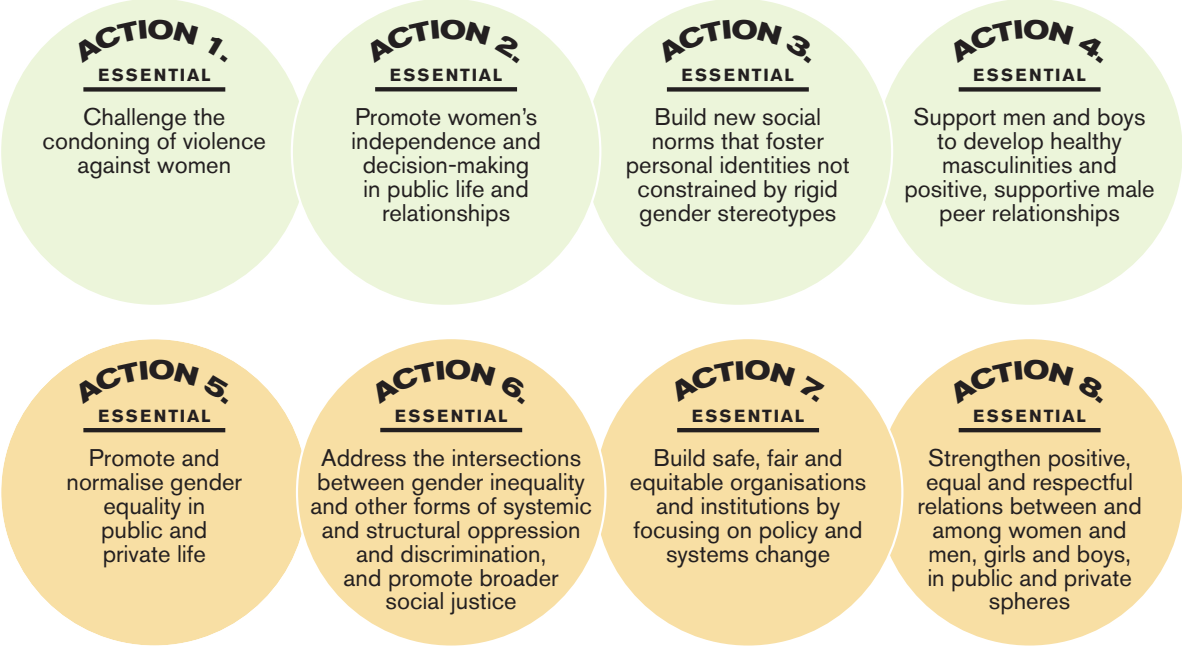 ACTION 1.
ESSENTIAL
Challenge the
condoning of violence
against women
ACTION 2.
ESSENTIAL
Promote women’s
independence and
decision-making
in public life and
relationships
ACTION 3.
ESSENTIAL
Build new social
norms that foster
personal identities not
constrained by rigid
gender stereotypes
ACTION 4.
ESSENTIAL
Support men and boys
to develop healthy
masculinities and
positive, supportive male
peer relationships
ACTION 5.
ESSENTIAL
Promote and
normalise gender
equality in
public and
private life
ACTION 6.
ESSENTIAL
Address the intersections
between gender inequality
and other forms of systemic
and structural oppression
and discrimination,
and promote broader
social justice
ACTION 7.
ESSENTIAL
Build safe, fair and
equitable organisations
and institutions by
focusing on policy and
systems change
ACTION 8.
ESSENTIAL
Strengthen positive,
equal and respectful
relations between and
among women and
men, girls and boys,
in public and private
spheres